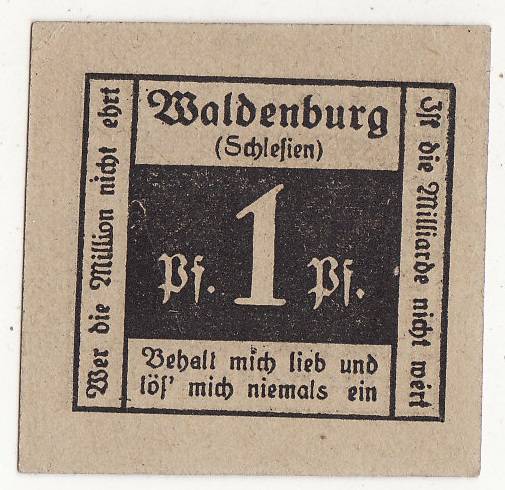 Waldenburg
(Schlesien)
Pf. 1 Pf.
Behalt mich lieb und
lös' mich niemals ein
Wer die Million nicht ehrt
Ist die Milliarde nicht wert